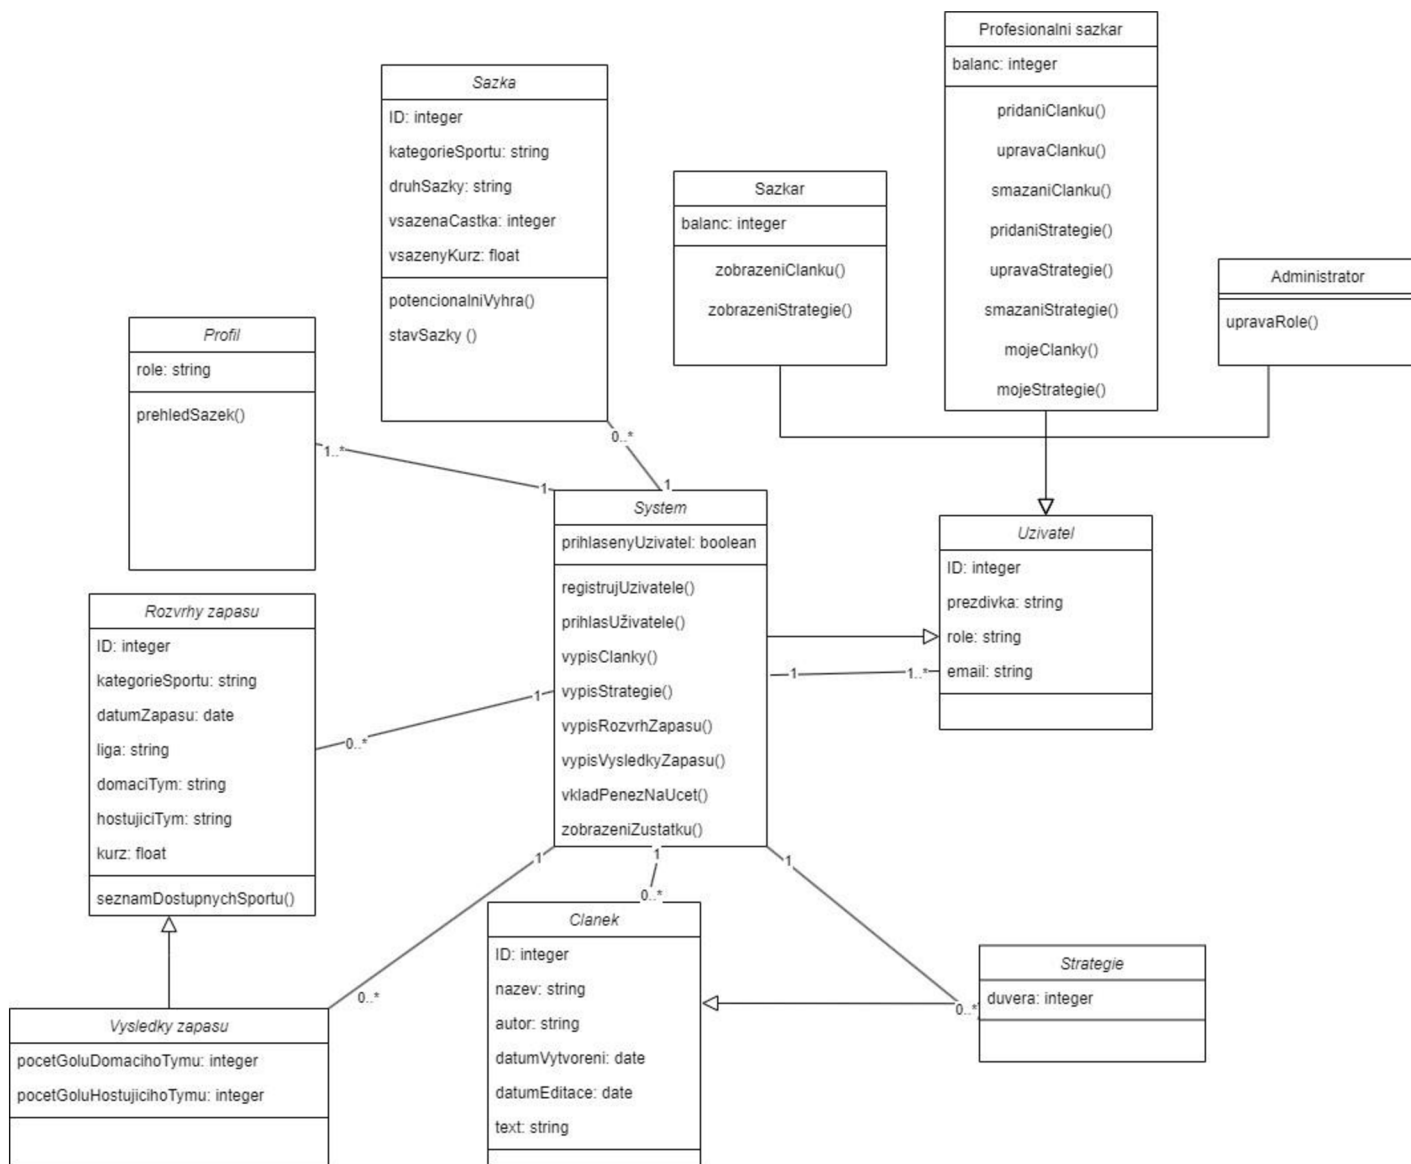 Profesionalni sazkar
balanc: integer
pridaniClanku()
upravaClanku()
smazaniClanku()
pridaniStrategie()
upravaStrategie()
smazaniStrategie()
mojeClanky()
mojeStrategie()
Sazka
ID: integer
kategorieSportu: string
druhSazky: string
vsazenaCastka: integer
vsazenyKurz: float
potencionalniVyhra()
stavSazky ()
Sazkar
balanc: integer
zobrazeniClanku()
zobrazeniStrategie()
Administrator
upravaRole()
Profil
role: string
prehledSazek()
1..*
1
0..*
1
System
prihlasenyUzivatel: boolean
registrujUzivatele()
prihlasUživatele()
vypisClanky()
vypisStrategie()
vypisRozvrhZapasu()
vypisVysledkyZapasu()
vkladPenezNaUcet()
zobrazeniZustatku()
Uzivatel
ID: integer
prezdivka: string
role: string
email: string
1
1..*
Rozvrhy zapasu
ID: integer
kategorieSportu: string
datumZapasu: date
liga: string
domaciTym: string
hostujiciTym: string
kurz: float
seznamDostupnychSportu()
1
0..*
1
0..*
1
0..*
1
0..*
Vysledky zapasu
pocetGoluDomacihoTymu: integer
pocetGoluHostujicihoTymu: integer
Clanek
ID: integer
nazev: string
autor: string
datumVytvoreni: date
datumEditace: date
text: string
Strategie
duvera: integer